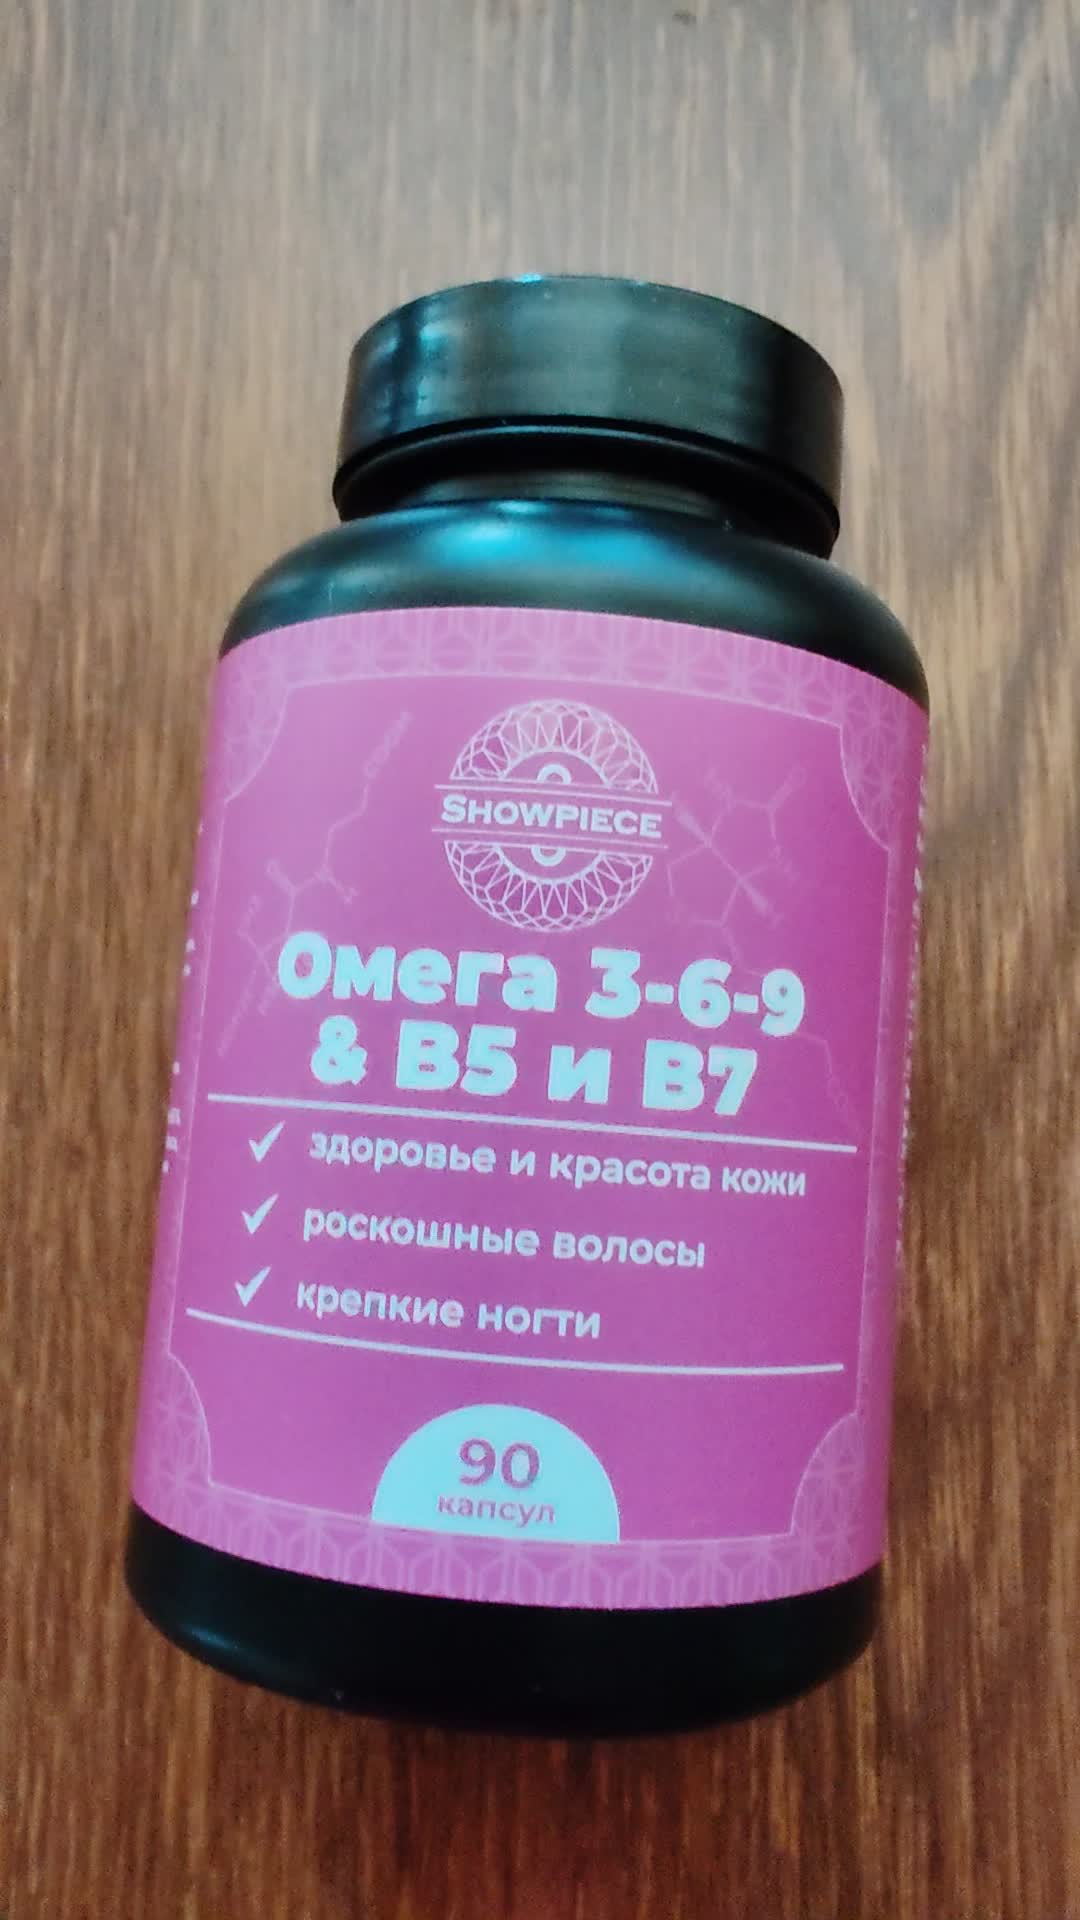 SHOWPIECE
Омега 3-6-9
& B5 и B7
здоровье и красота кожи
роскошные волосы
крепкие ногти
90
капсул